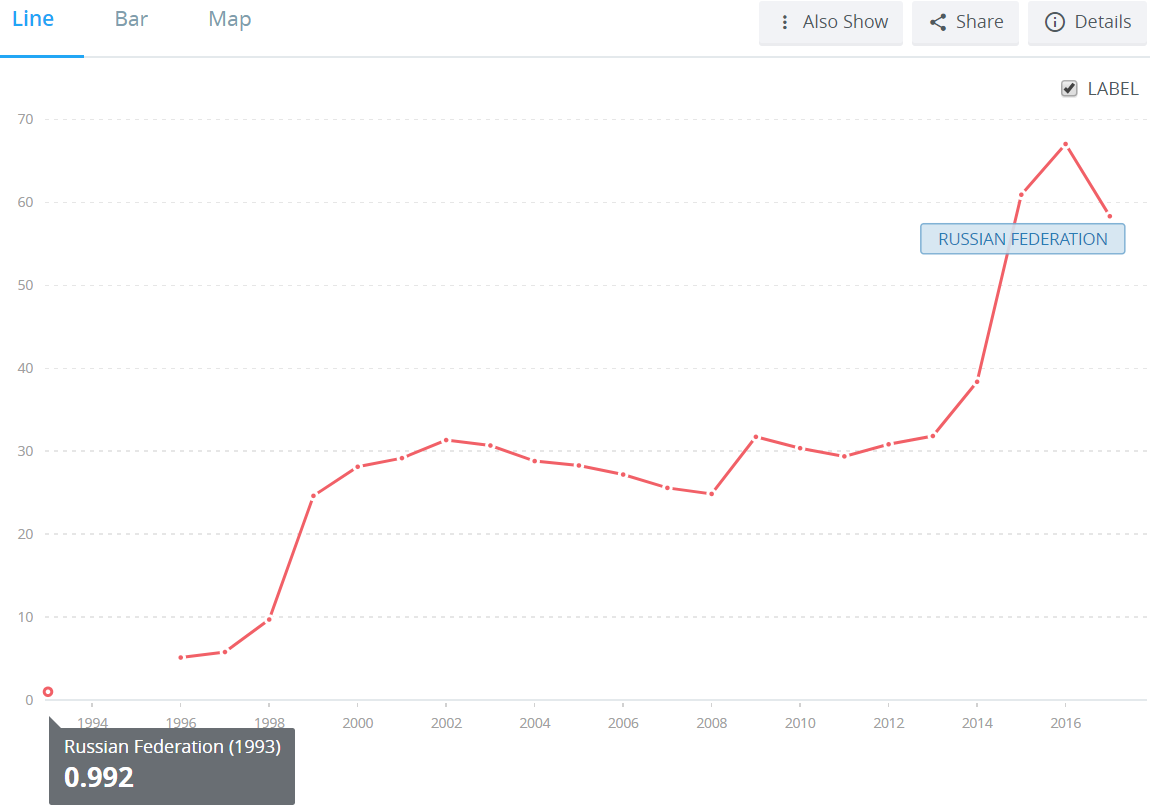 Line Bar Map Also Show Share Details
LABEL
70
60
RUSSIAN FEDERATION
50
40
30
20
10
0
1994 1996 1998 2000 2002 2004 2006 2008 2010 2012 2014 2016
Russian Federation (1993)
0.992